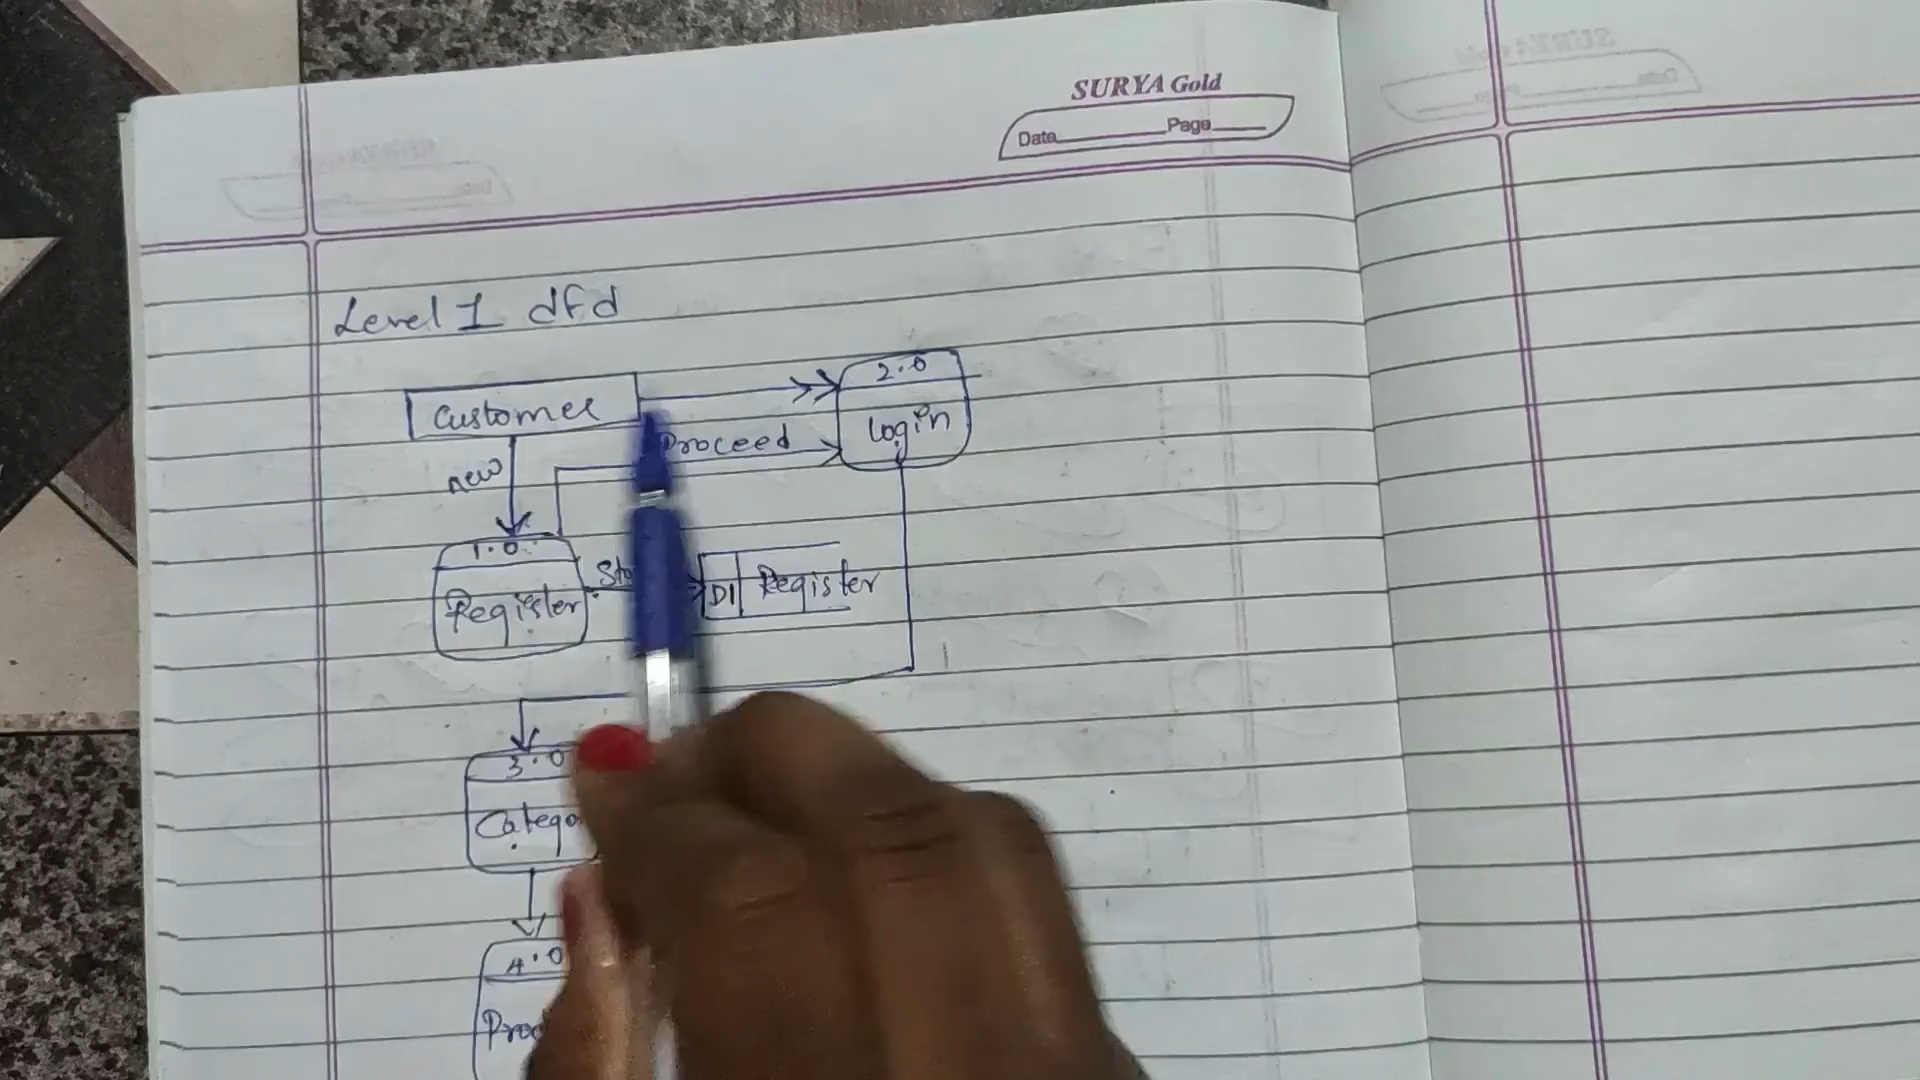 SURYA Gold
Date Page
Level 1 dfd
Customer
2.0
login
Proceed
new
1.0
Register
D1 Register
3.0
4.0